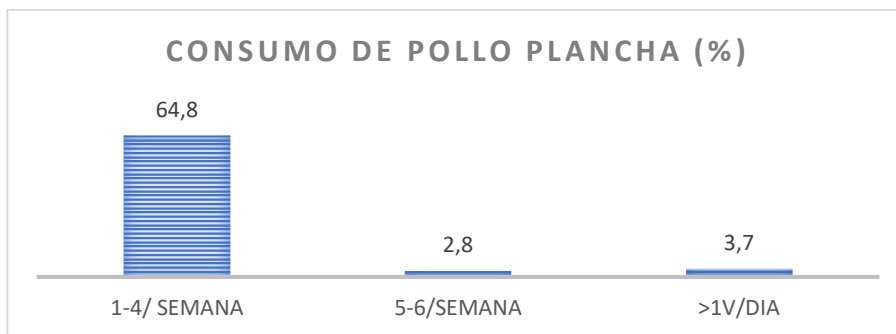 CONSUMO DE POLLO PLANCHA (%)
64,8
2,8
3,7
1-4/ SEMANA
5-6/SEMANA
>1V/DIA